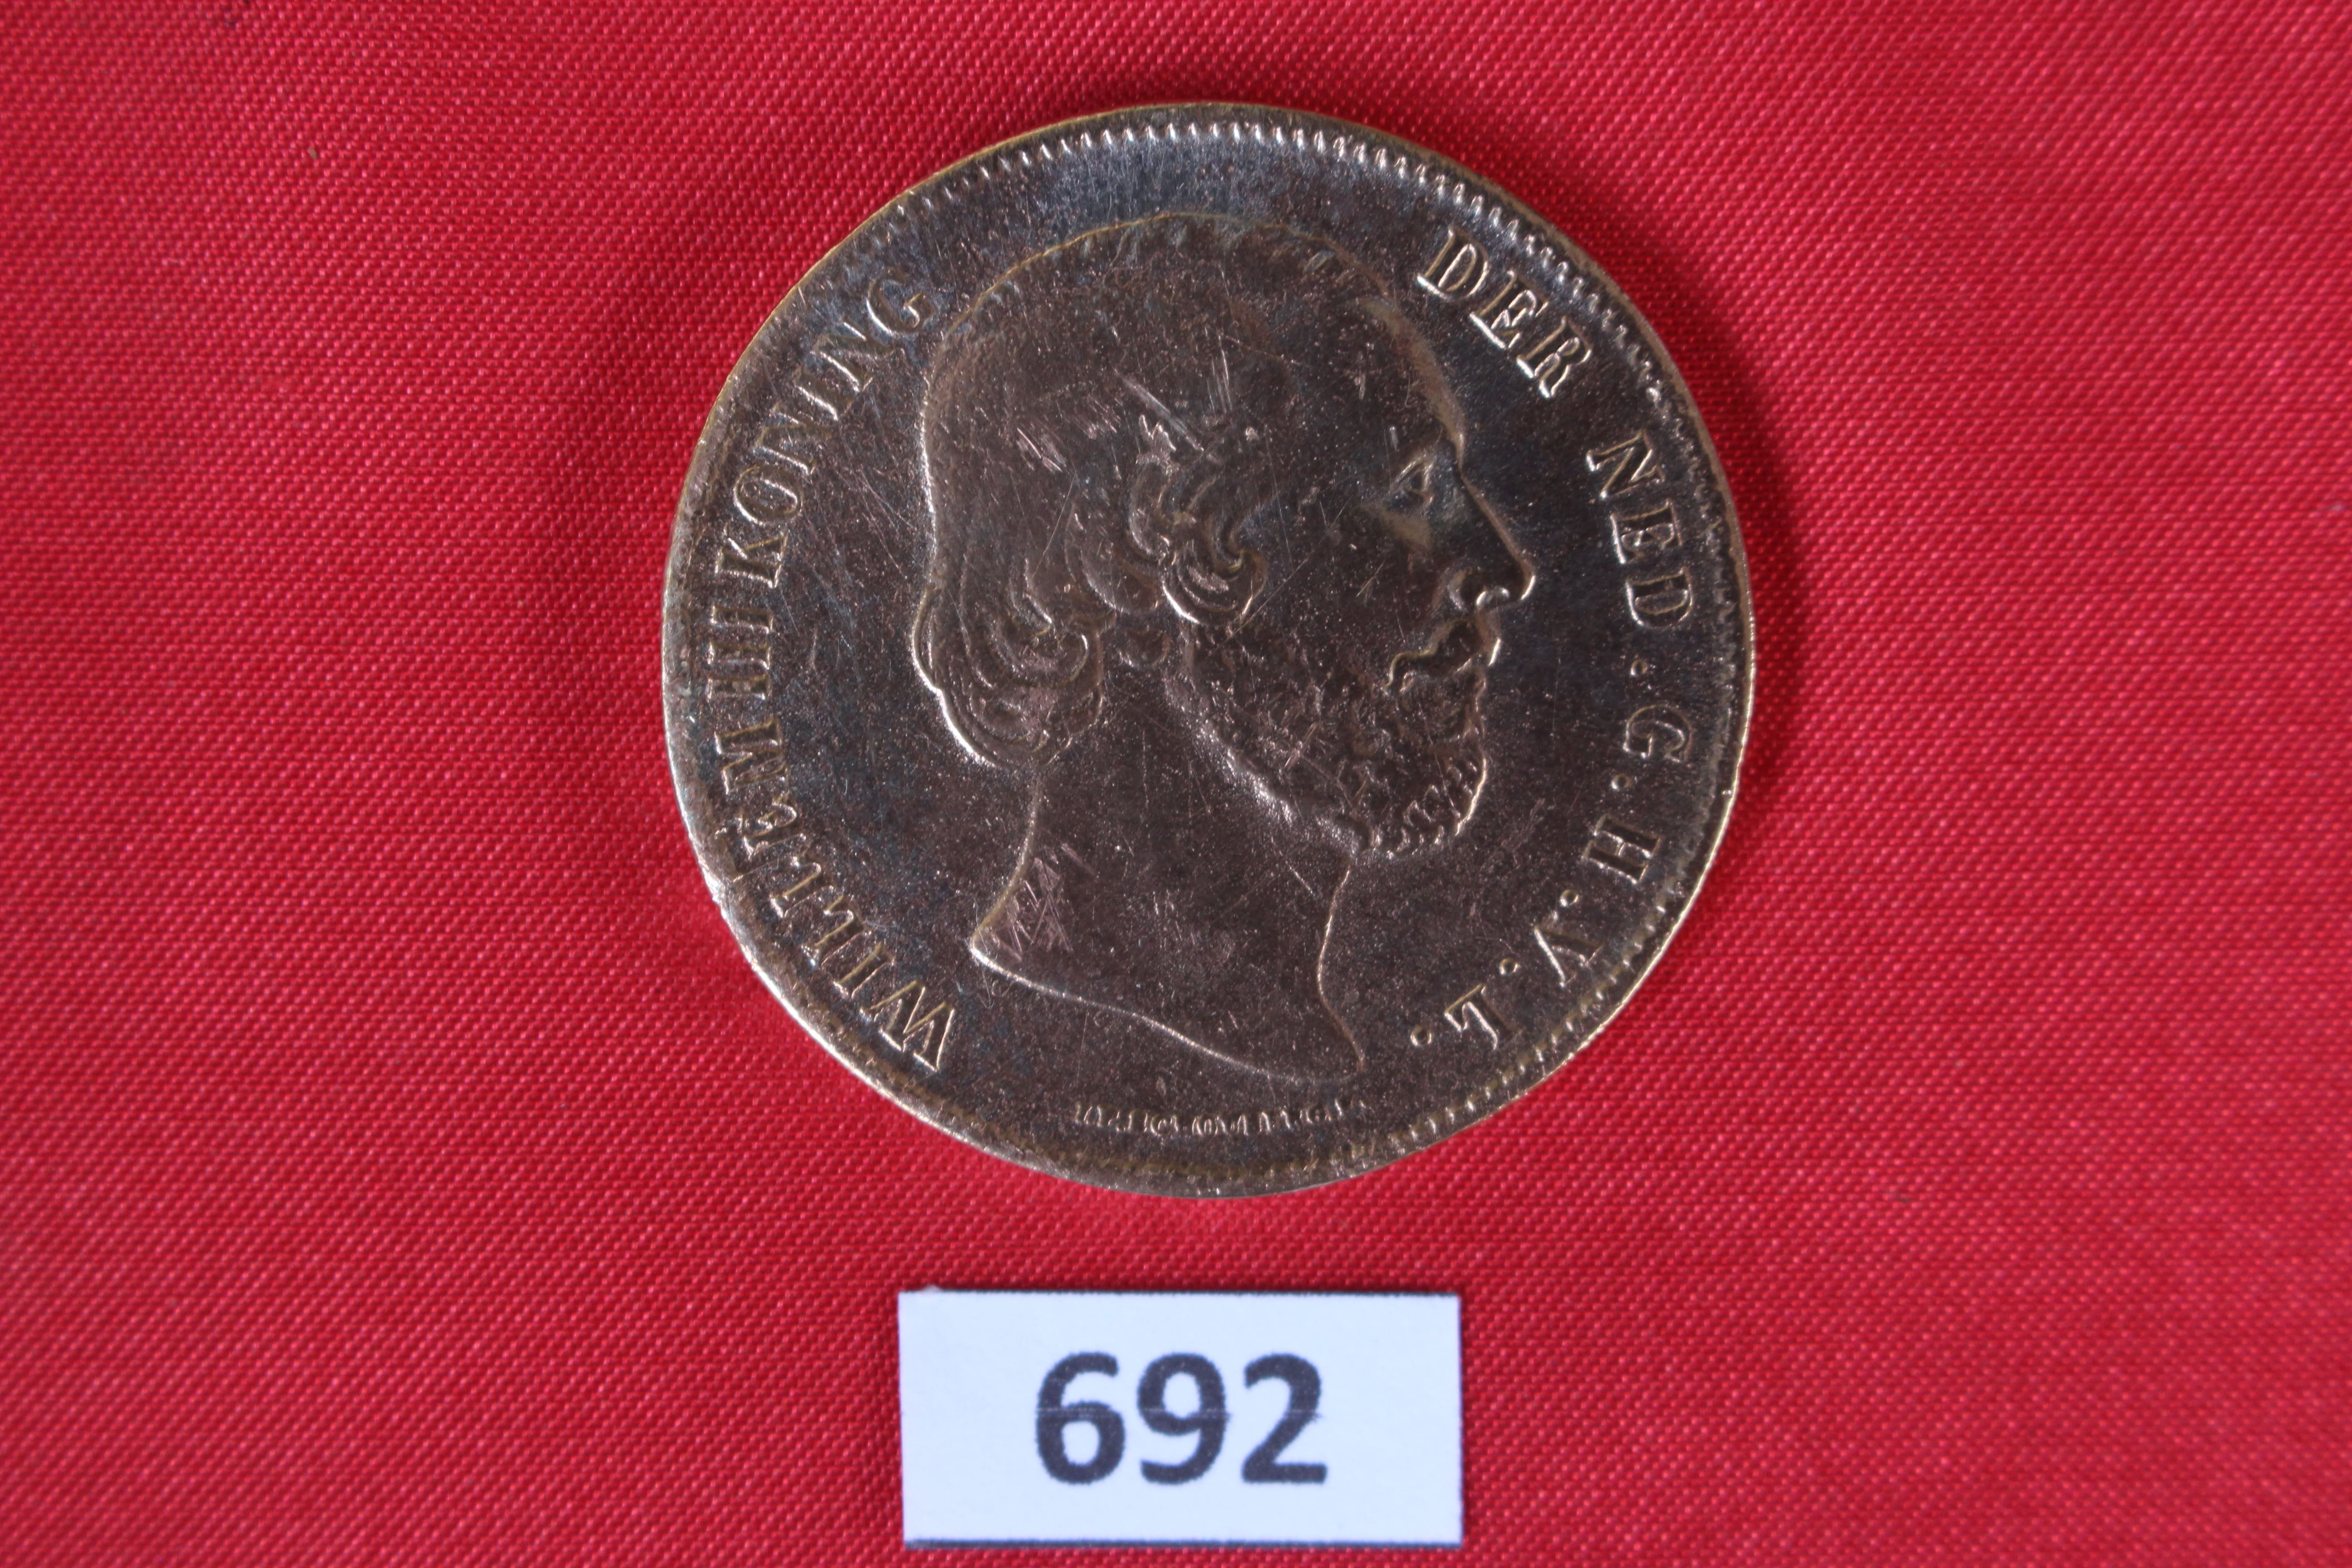 WILLEM III KONING DER NED. G. H. V. L.
692